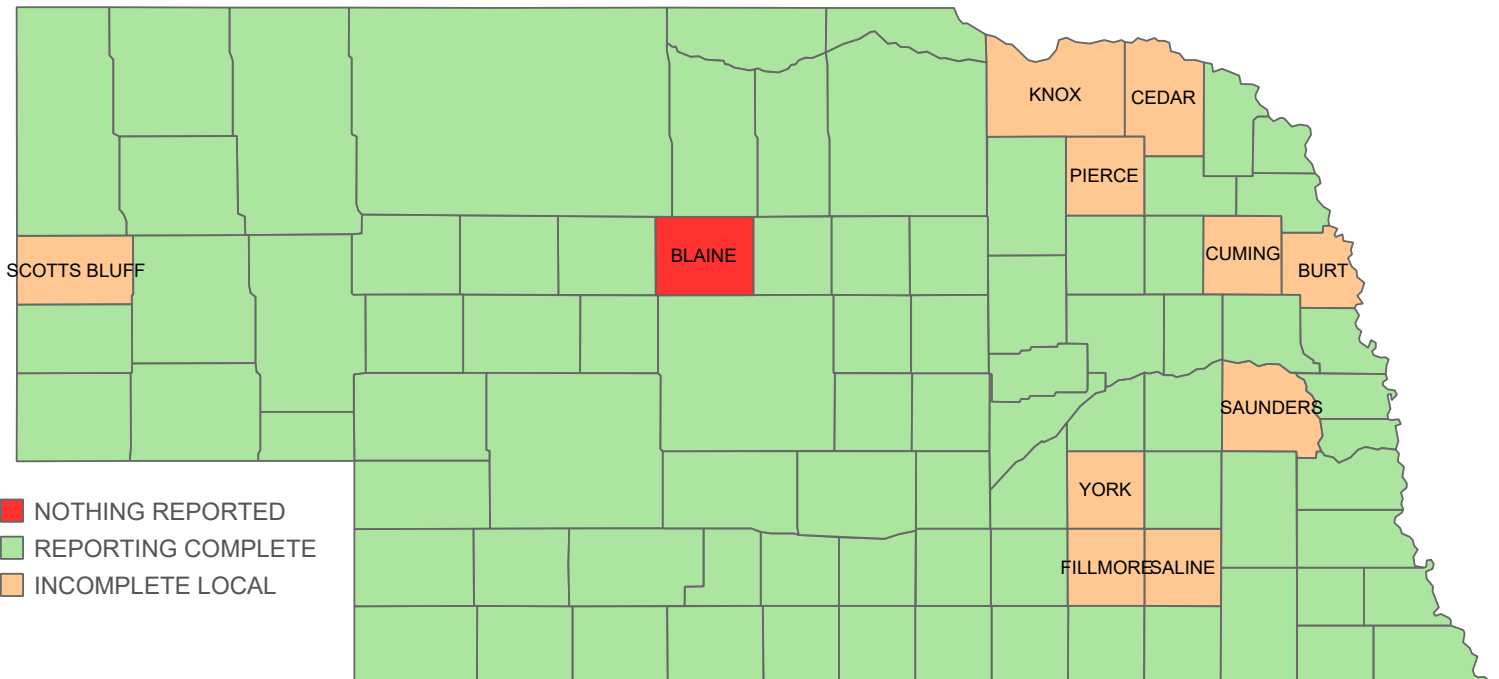 KNOX
CEDAR
PIERCE
CUMING
BLAINE
SCOTTS BLUFF
BURT
SAUNDERS
YORK
FILLMORE
SALINE
NOTHING REPORTED
REPORTING COMPLETE
INCOMPLETE LOCAL